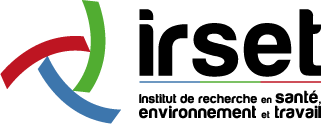 irset
Institut de recherche en santé,
environnement et travail